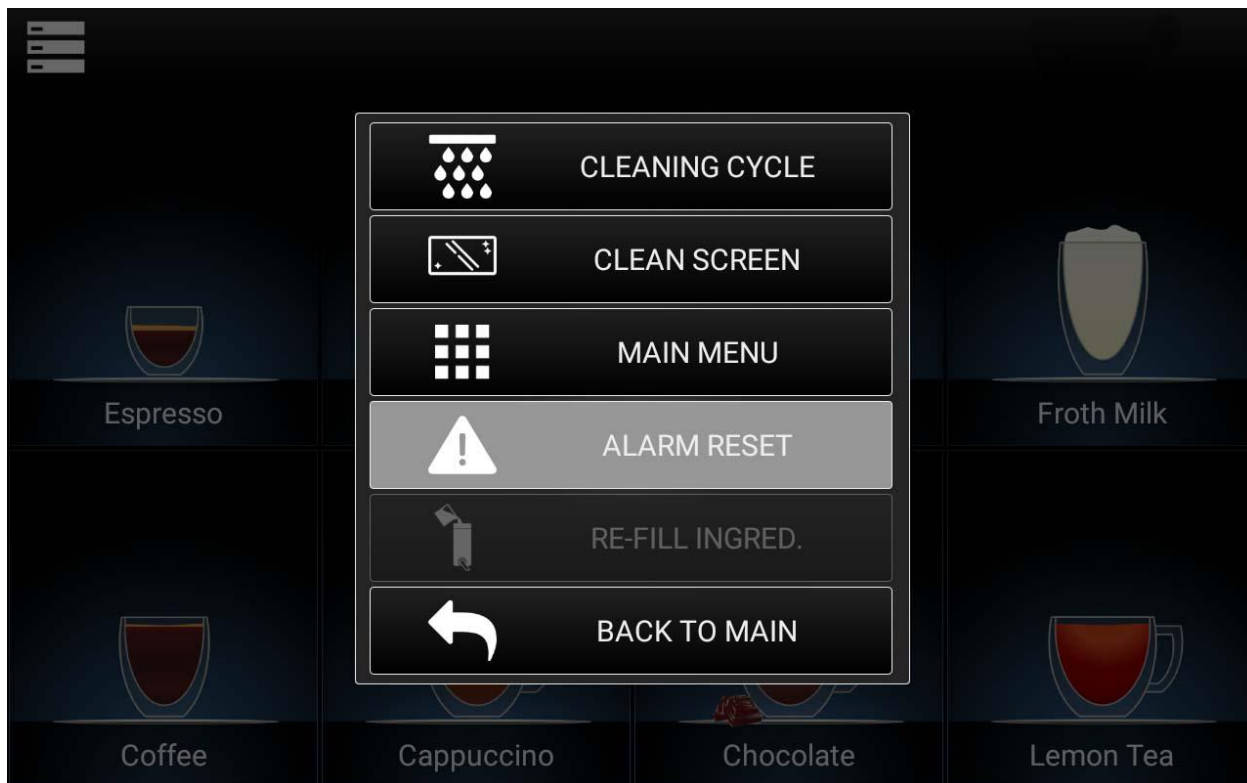 CLEANING CYCLE
CLEAN SCREEN
MAIN MENU
ALARM RESET
RE-FILL INGRED.
BACK TO MAIN
Espresso
Froth Milk
Coffee
Cappuccino
Chocolate
Lemon Tea